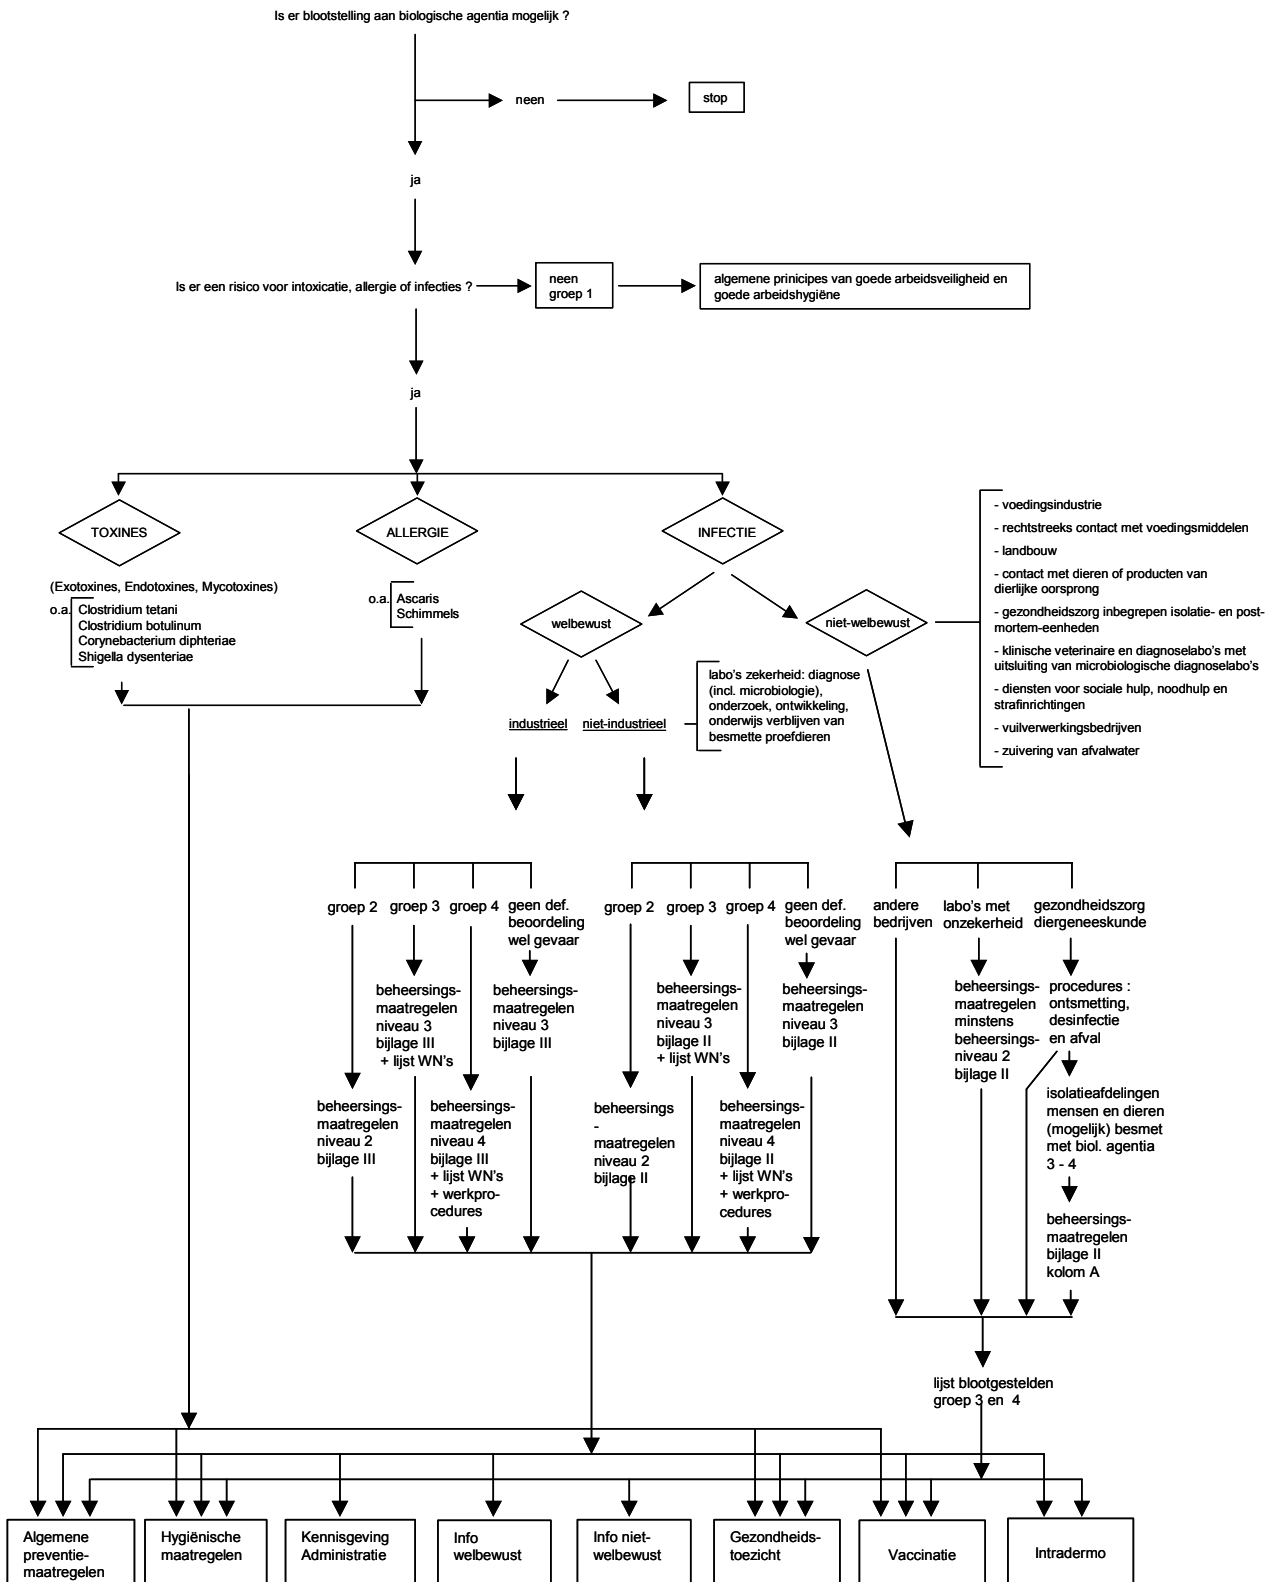 Is er blootstelling aan biologische agentia mogelijk ?
neen
stop
ja
Is er een risico voor intoxicatie, allergie of infecties ?
neen
groep 1
algemene prinicipes van goede arbeidsveiligheid en
goede arbeidshygiëne
ja
TOXINES
ALLERGIE
INFECTIE
(Exotoxines, Endotoxines, Mycotoxines)
o.a.
Clostridium tetani
Clostridium botulinum
Corynebacterium diphteriae
Shigella dysenteriae
o.a.
Ascaris
Schimmels
welbewust
niet-welbewust
- voedingsindustrie
- rechtstreeks contact met voedingsmiddelen
- landbouw
- contact met dieren of producten van
dierlijke oorsprong
- gezondheidzorg inbegrepen isolatie- en post-
mortem-eenheden
- klinische veterinaire en diagnoselabo's met
uitsluiting van microbiologische diagnoselabo's
- diensten voor sociale hulp, noodhulp en
strafinrichtingen
- vuilverwerkingsbedrijven
- zuivering van afvalwater
industrieel
niet-industrieel
labo's zekerheid: diagnose
(incl. microbiologie),
onderzoek, ontwikkeling,
onderwijs verblijven van
besmette proefdieren
groep 2
groep 3
groep 4
geen def.
beoordeling
wel gevaar
groep 2
groep 3
groep 4
geen def.
beoordeling
wel gevaar
andere
bedrijven
labo's met
onzekerheid
gezondheidszorg
diergeneeskunde
beheersings-
maatregelen
niveau 3
bijlage III
+ lijst WN's
beheersings-
maatregelen
niveau 3
bijlage III
beheersings-
maatregelen
niveau 3
bijlage II
+ lijst WN's
beheersings-
maatregelen
niveau 3
bijlage II
beheersings-
maatregelen
minstens
beheersings-
niveau 2
bijlage II
procedures :
ontsmetting,
desinfectie
en afval
beheersings-
maatregelen
niveau 2
bijlage III
beheersings-
maatregelen
niveau 4
bijlage III
+ lijst WN's
+ werkpro-
cedures
beheersings
-
maatregelen
niveau 2
bijlage II
beheersings-
maatregelen
niveau 4
bijlage II
+ lijst WN's
+ werkpro-
cedures
isolatieafdelingen
mensen en dieren
(mogelijk) besmet
met biol. agentia
3 - 4
beheersings-
maatregelen
bijlage II
kolom A
lijst blootgestelden
groep 3 en 4
Algemene
preventie-
maatregelen
Hygiënische
maatregelen
Kennisgeving
Administratie
Info
welbewust
Info niet-
welbewust
Gezondheids-
toezicht
Vaccinatie
Intradermo